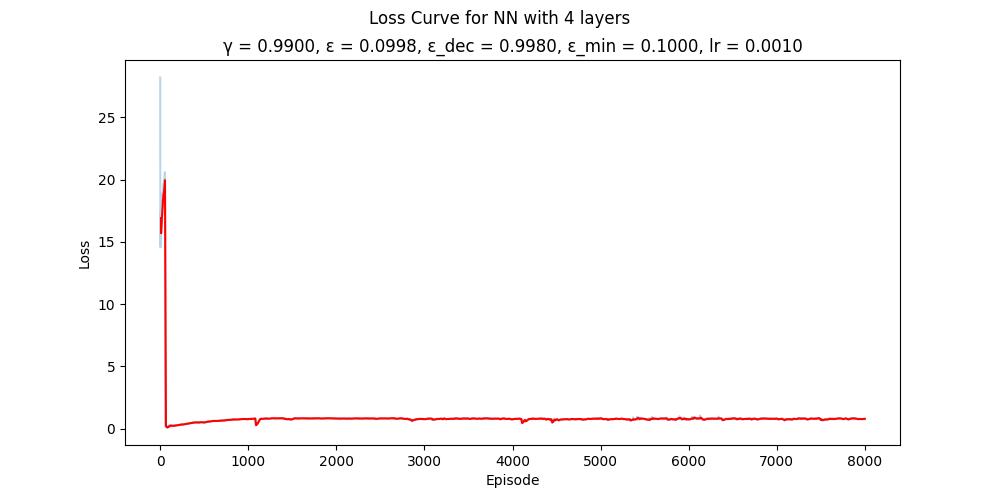 Loss Curve for NN with 4 layers
γ = 0.9900, ε = 0.0998, ε_dec = 0.9980, ε_min = 0.1000, lr = 0.0010
25
20
15
10
5
0
Loss
0 1000 2000 3000 4000 5000 6000 7000 8000
Episode